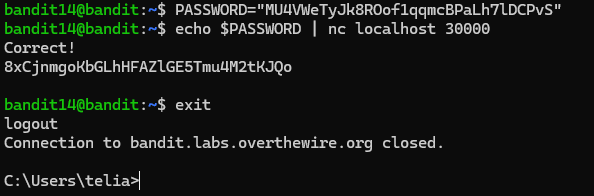 bandit14@bandit:~$ PASSWORD="MU4VWeTyJk8ROof1qqmcBPaLh7lDCPvS"
bandit14@bandit:~$ echo $PASSWORD | nc localhost 30000
Correct!
8xCjnmgoKbGLhHFAZlGE5Tmu4M2tKJQo
bandit14@bandit:~$ exit
logout
Connection to bandit.labs.overthewire.org closed.
C:\Users\telia>